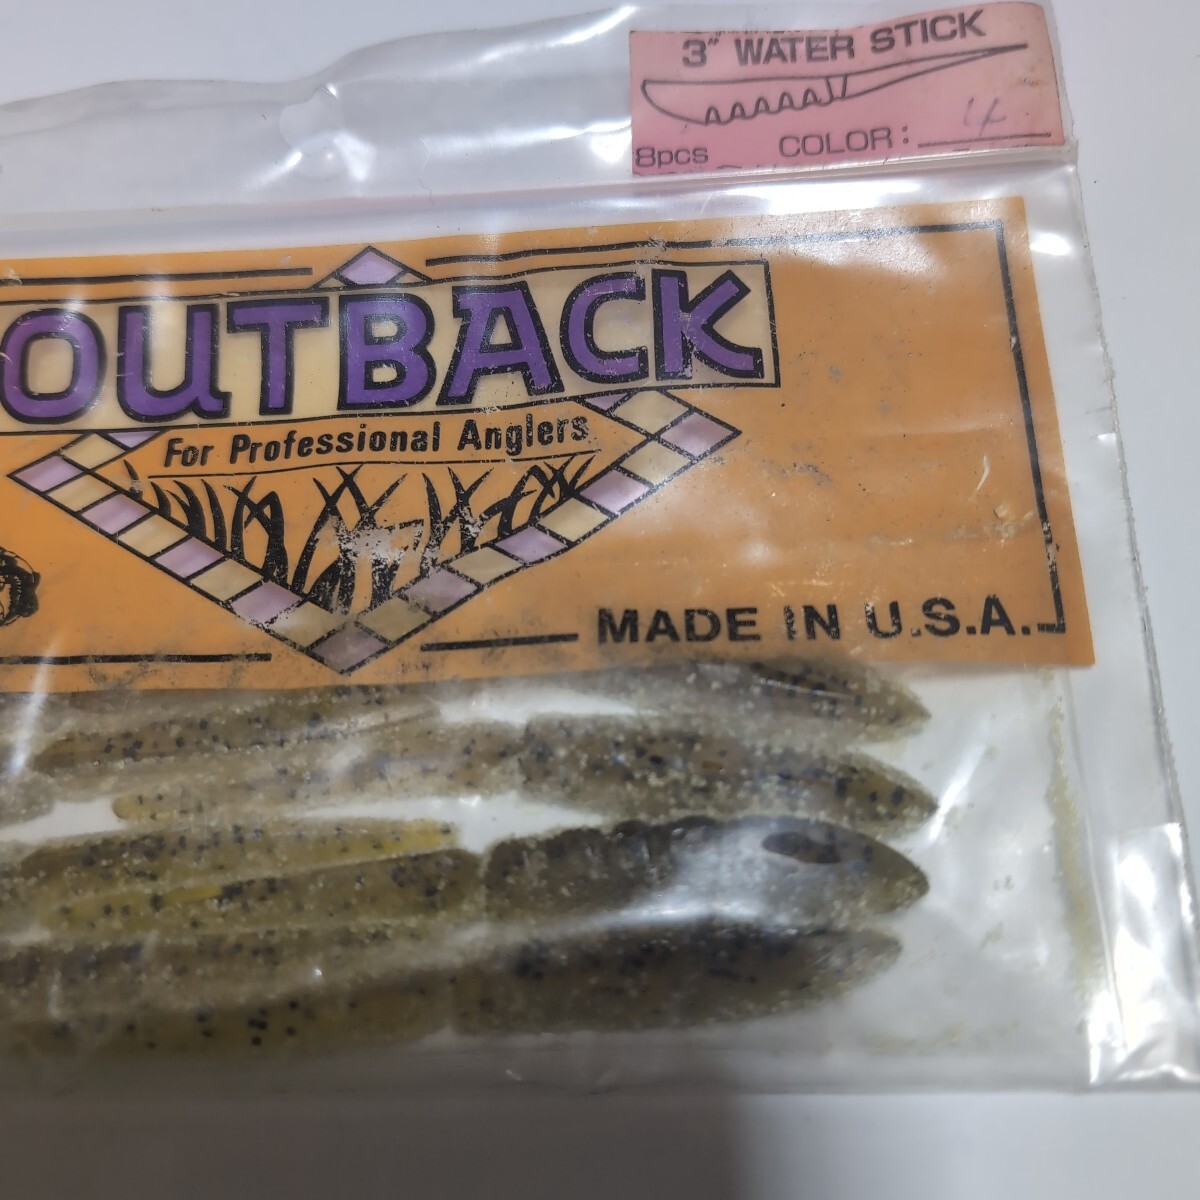 3" WATER STICK
8pcs COLOR: 4
OUTBACK
For Professional Anglers
MADE IN U.S.A.